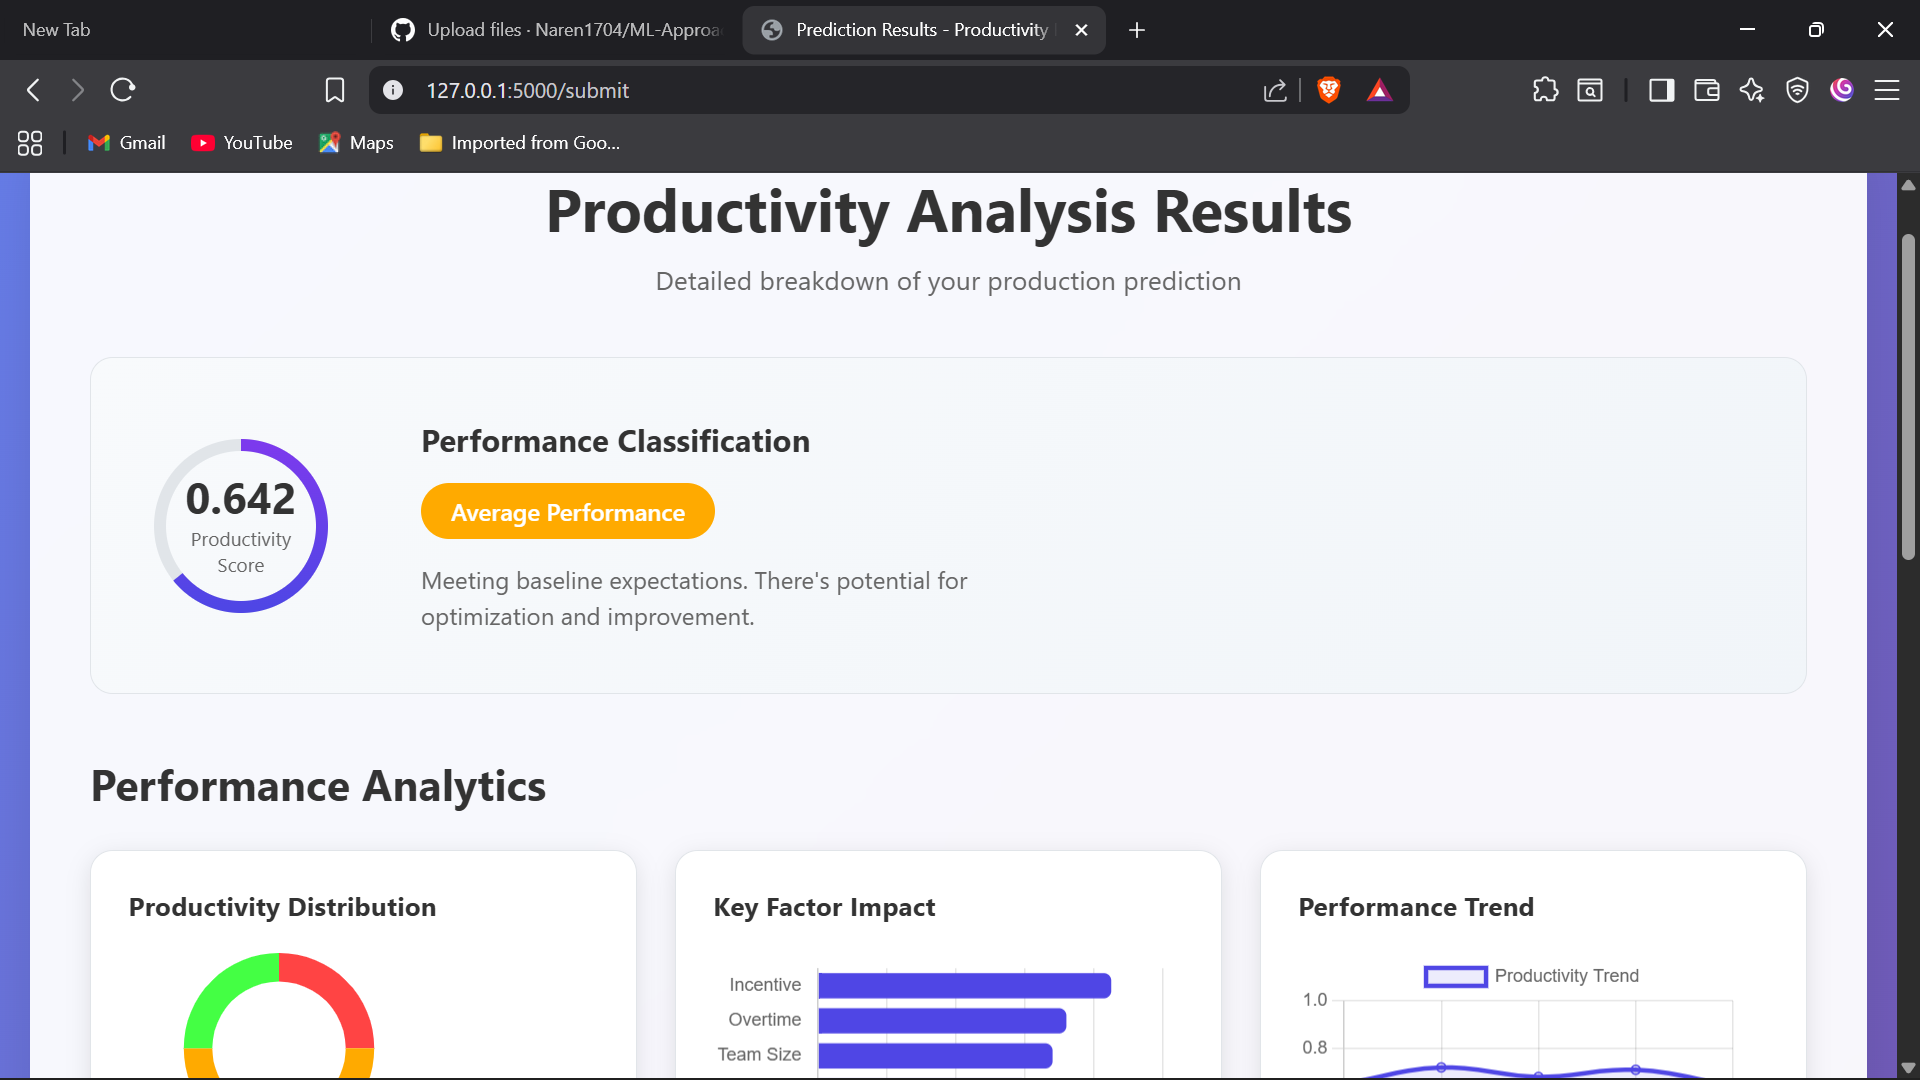 New Tab
Upload files · Naren1704/ML-Approa
Prediction Results - Productivity
127.0.0.1:5000/submit
Gmail
YouTube
Maps
Imported from Goo...
Productivity Analysis Results
Detailed breakdown of your production prediction
0.642
Productivity
Score
Performance Classification
Average Performance
Meeting baseline expectations. There's potential for
optimization and improvement.
Performance Analytics
Productivity Distribution
Key Factor Impact
Incentive
Overtime
Team Size
Performance Trend
Productivity Trend
1.0
0.8